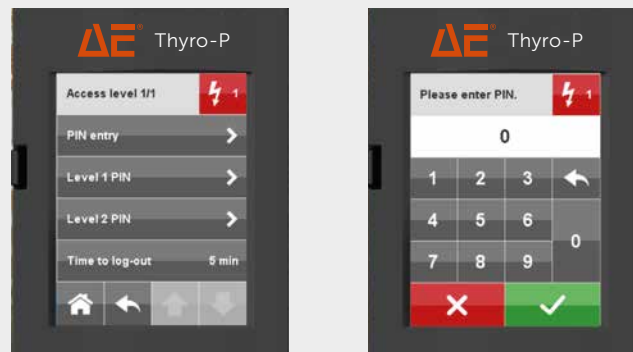 AE® Thyro-P
Access level 1/1
1
PIN entry
Level 1 PIN
Level 2 PIN
Time to log-out 5 min
AE® Thyro-P
Please enter PIN.
1
0
1 2 3
4 5 6
0
7 8 9